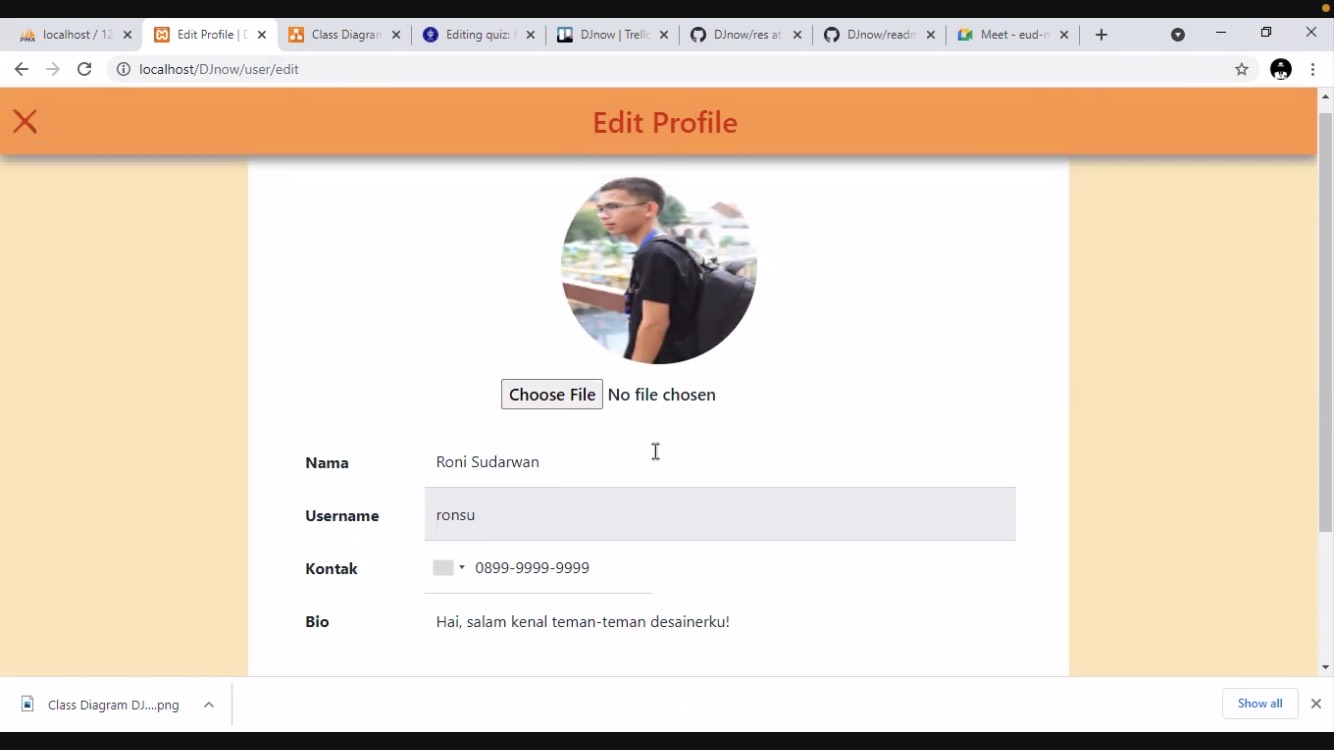 localhost / 12
Edit Profile | D
Class Diagram
Editing quiz:
DJnow | Trell
DJnow/res at
DJnow/readm
Meet - eud-m
localhost/DJnow/user/edit
Edit Profile
Choose File No file chosen
Nama Roni Sudarwan
Username ronsu
Kontak 0899-9999-9999
Bio Hai, salam kenal teman-teman desainerku!
Class Diagram DJ....png
Show all